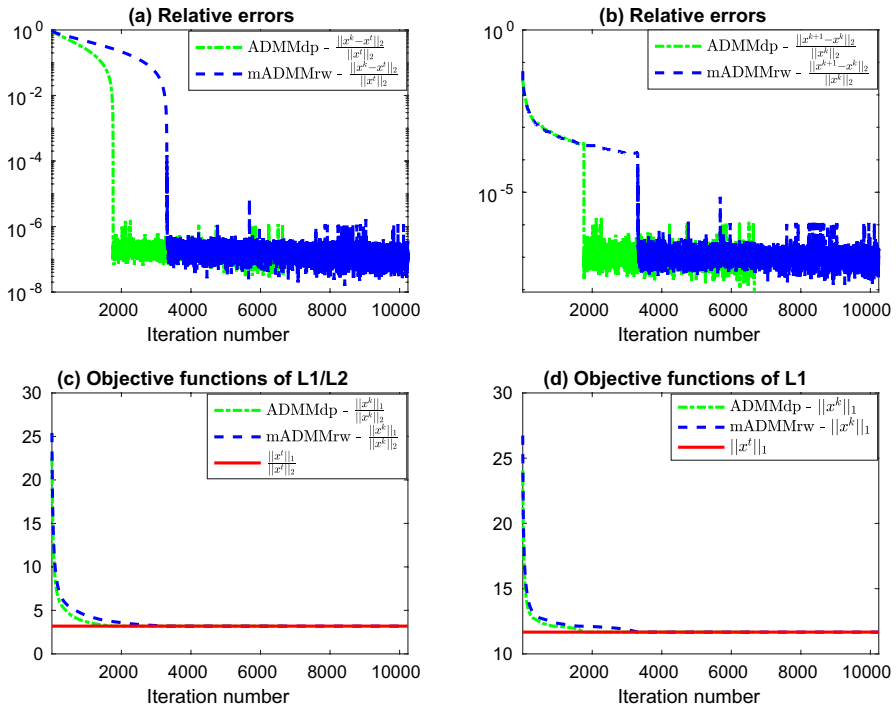 (a) Relative errors
10^0
10^-2
10^-4
10^-6
10^-8
ADMMdp - ||x^k-x^t||_2 / ||x^t||_2
mADMMrw - ||x^k-x^t||_2 / ||x^t||_2
2000 4000 6000 8000 10000
Iteration number
(b) Relative errors
10^0
10^-5
ADMMdp - ||x^{k+1}-x^k||_2 / ||x^k||_2
mADMMrw - ||x^{k+1}-x^k||_2 / ||x^k||_2
2000 4000 6000 8000 10000
Iteration number
(c) Objective functions of L1/L2
30
25
20
15
10
5
0
ADMMdp - ||x^k||_1 / ||x^k||_2
mADMMrw - ||x^k||_1 / ||x^k||_2
||x^t||_1 / ||x^t||_2
2000 4000 6000 8000 10000
Iteration number
(d) Objective functions of L1
30
25
20
15
10
ADMMdp - ||x^k||_1
mADMMrw - ||x^k||_1
||x^t||_1
2000 4000 6000 8000 10000
Iteration number